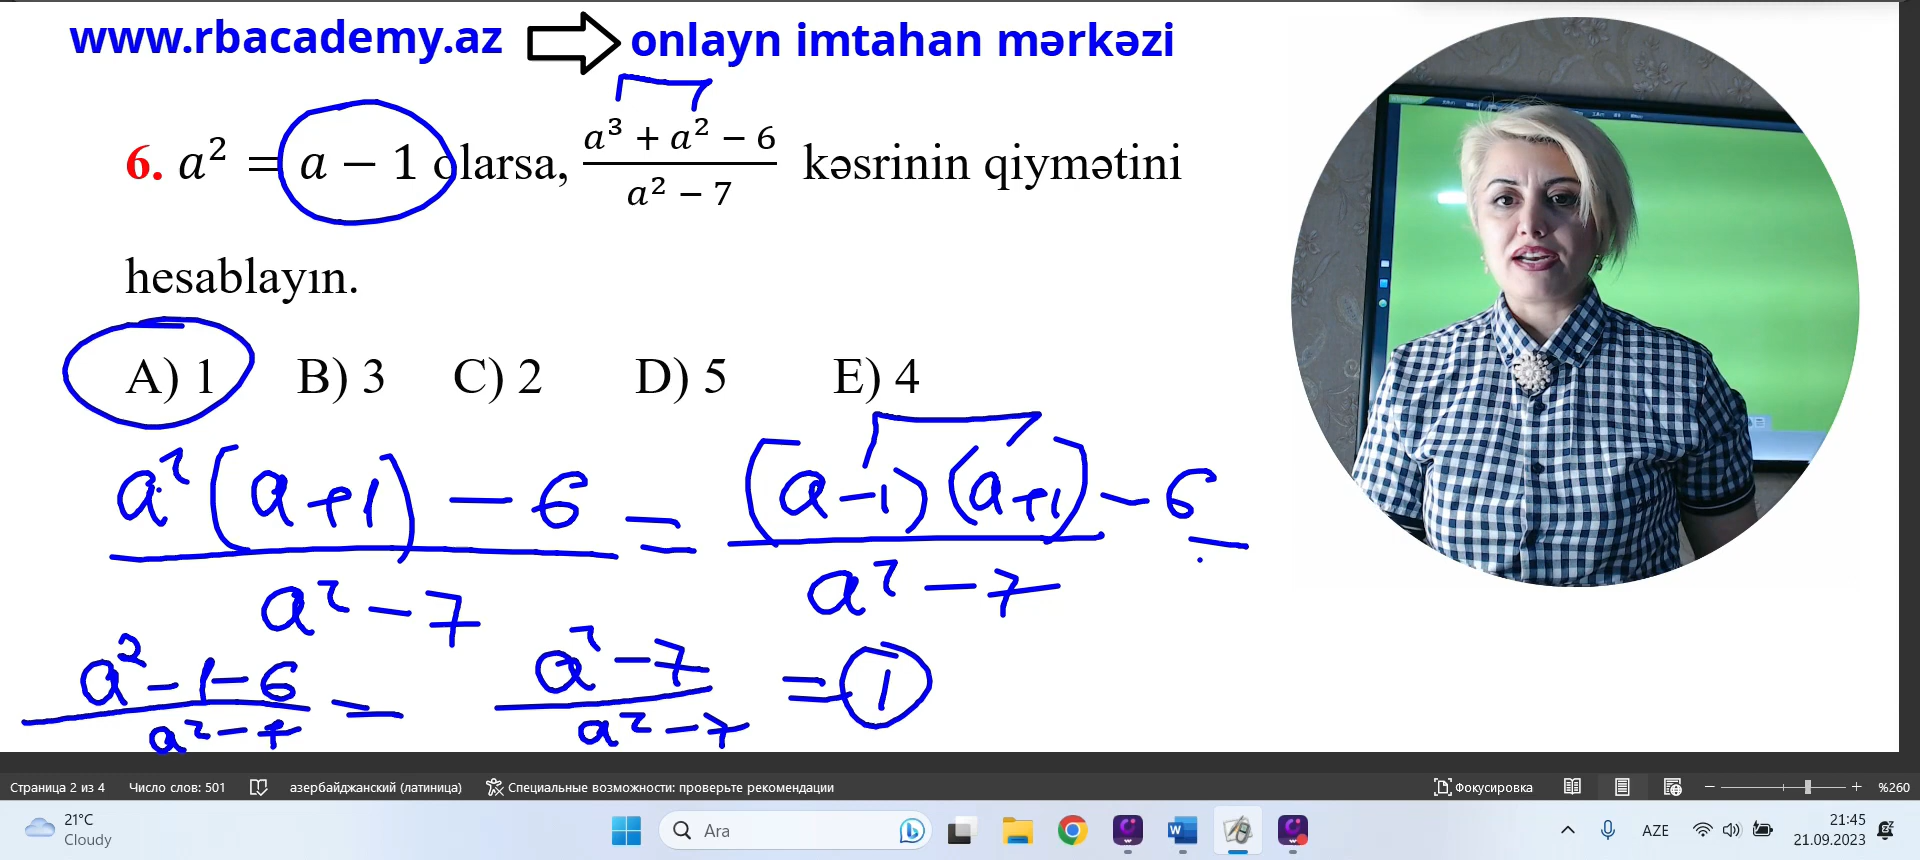 www.rbacademy.az onlayn imtahan mərkəzi
6. a² = a − 1 olarsa, (a³ + a² − 6)/(a² − 7) kəsrinin qiymətini
hesablayın.
A) 1 B) 3 C) 2 D) 5 E) 4
(a²(a+1) − 6)/(a² − 7) = ((a−1)(a+1) − 6)/(a² − 7) =
(a² − 1 − 6)/(a² − 7) = (a² − 7)/(a² − 7) = 1
Страница 2 из 4 Число слов: 501 азербайджанский (латиница) Специальные возможности: проверьте рекомендации Фокусировка %260
21°C
Cloudy
Ara
AZE
21:45
21.09.2023